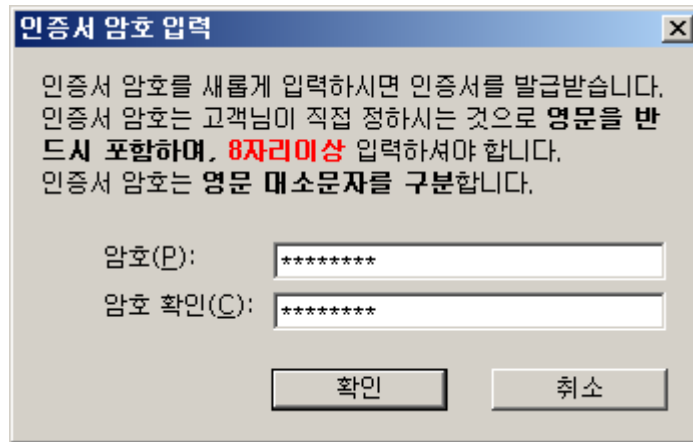 인증서 암호 입력
인증서 암호를 새롭게 입력하시면 인증서를 발급받습니다.
인증서 암호는 고객님이 직접 정하시는 것으로 영문을 반
드시 포함하며, 8자리이상 입력하셔야 합니다.
인증서 암호는 영문 대소문자를 구분합니다.
암호(P): ********
암호 확인(C): ********
확인 취소